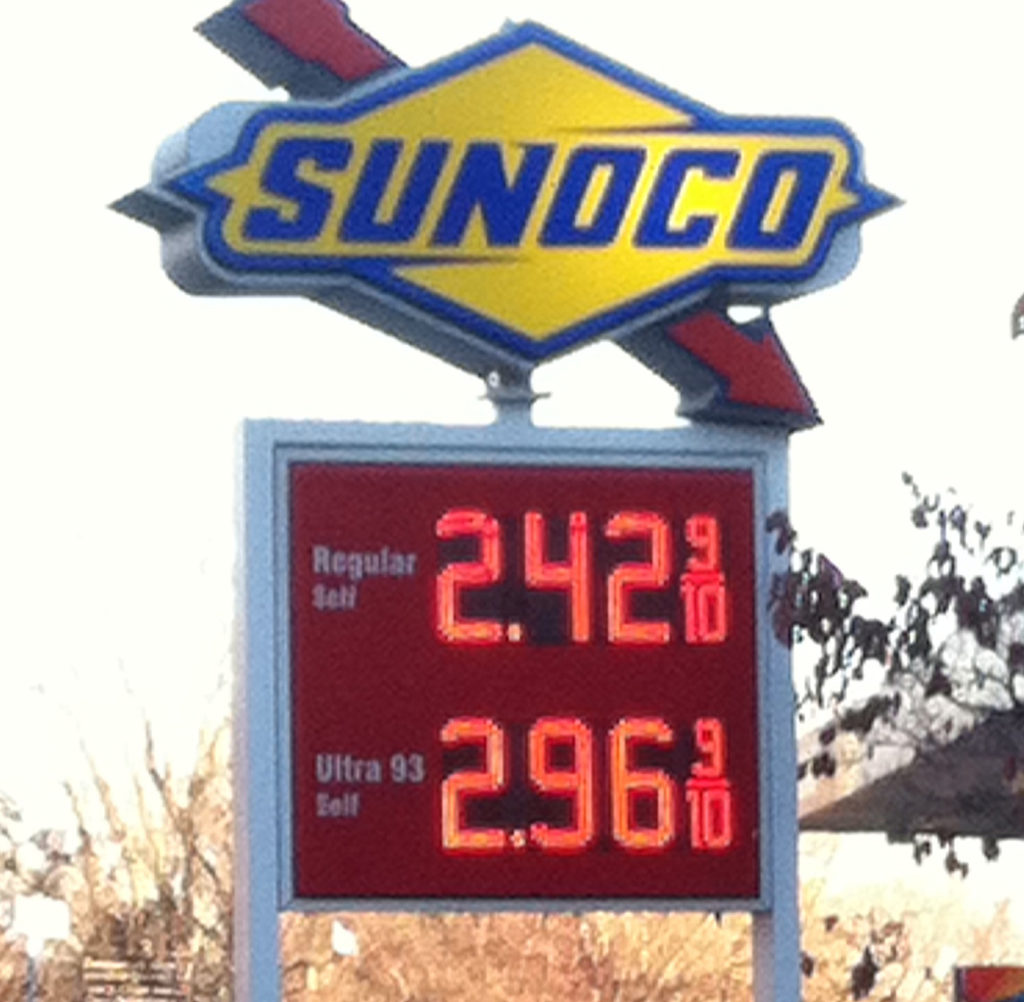 SUNOCO
Regular 2.42 9/10
Self
Ultra 93 2.96 9/10
Self